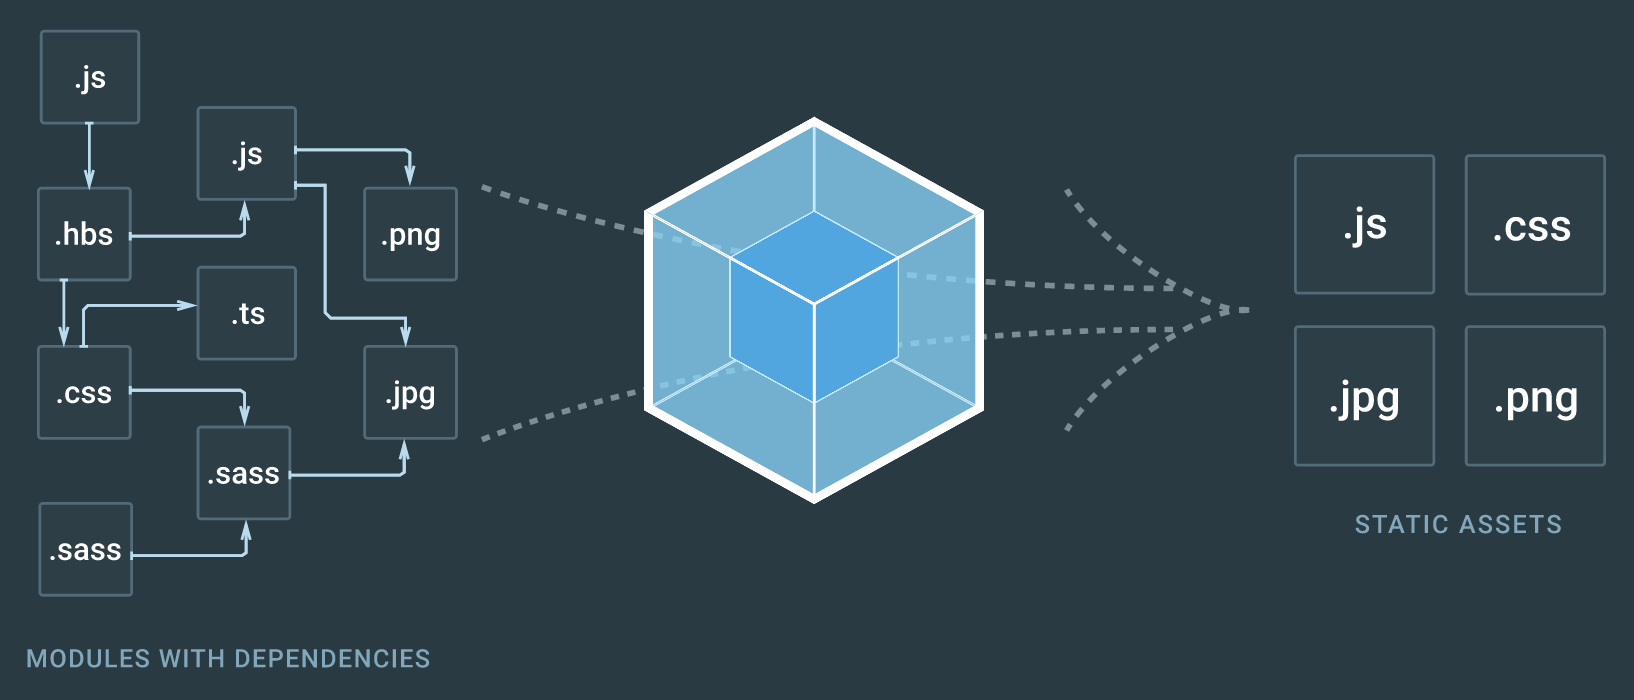 .js
.js
.hbs
.png
.ts
.css
.jpg
.sass
.sass
MODULES WITH DEPENDENCIES
.js
.css
.jpg
.png
STATIC ASSETS